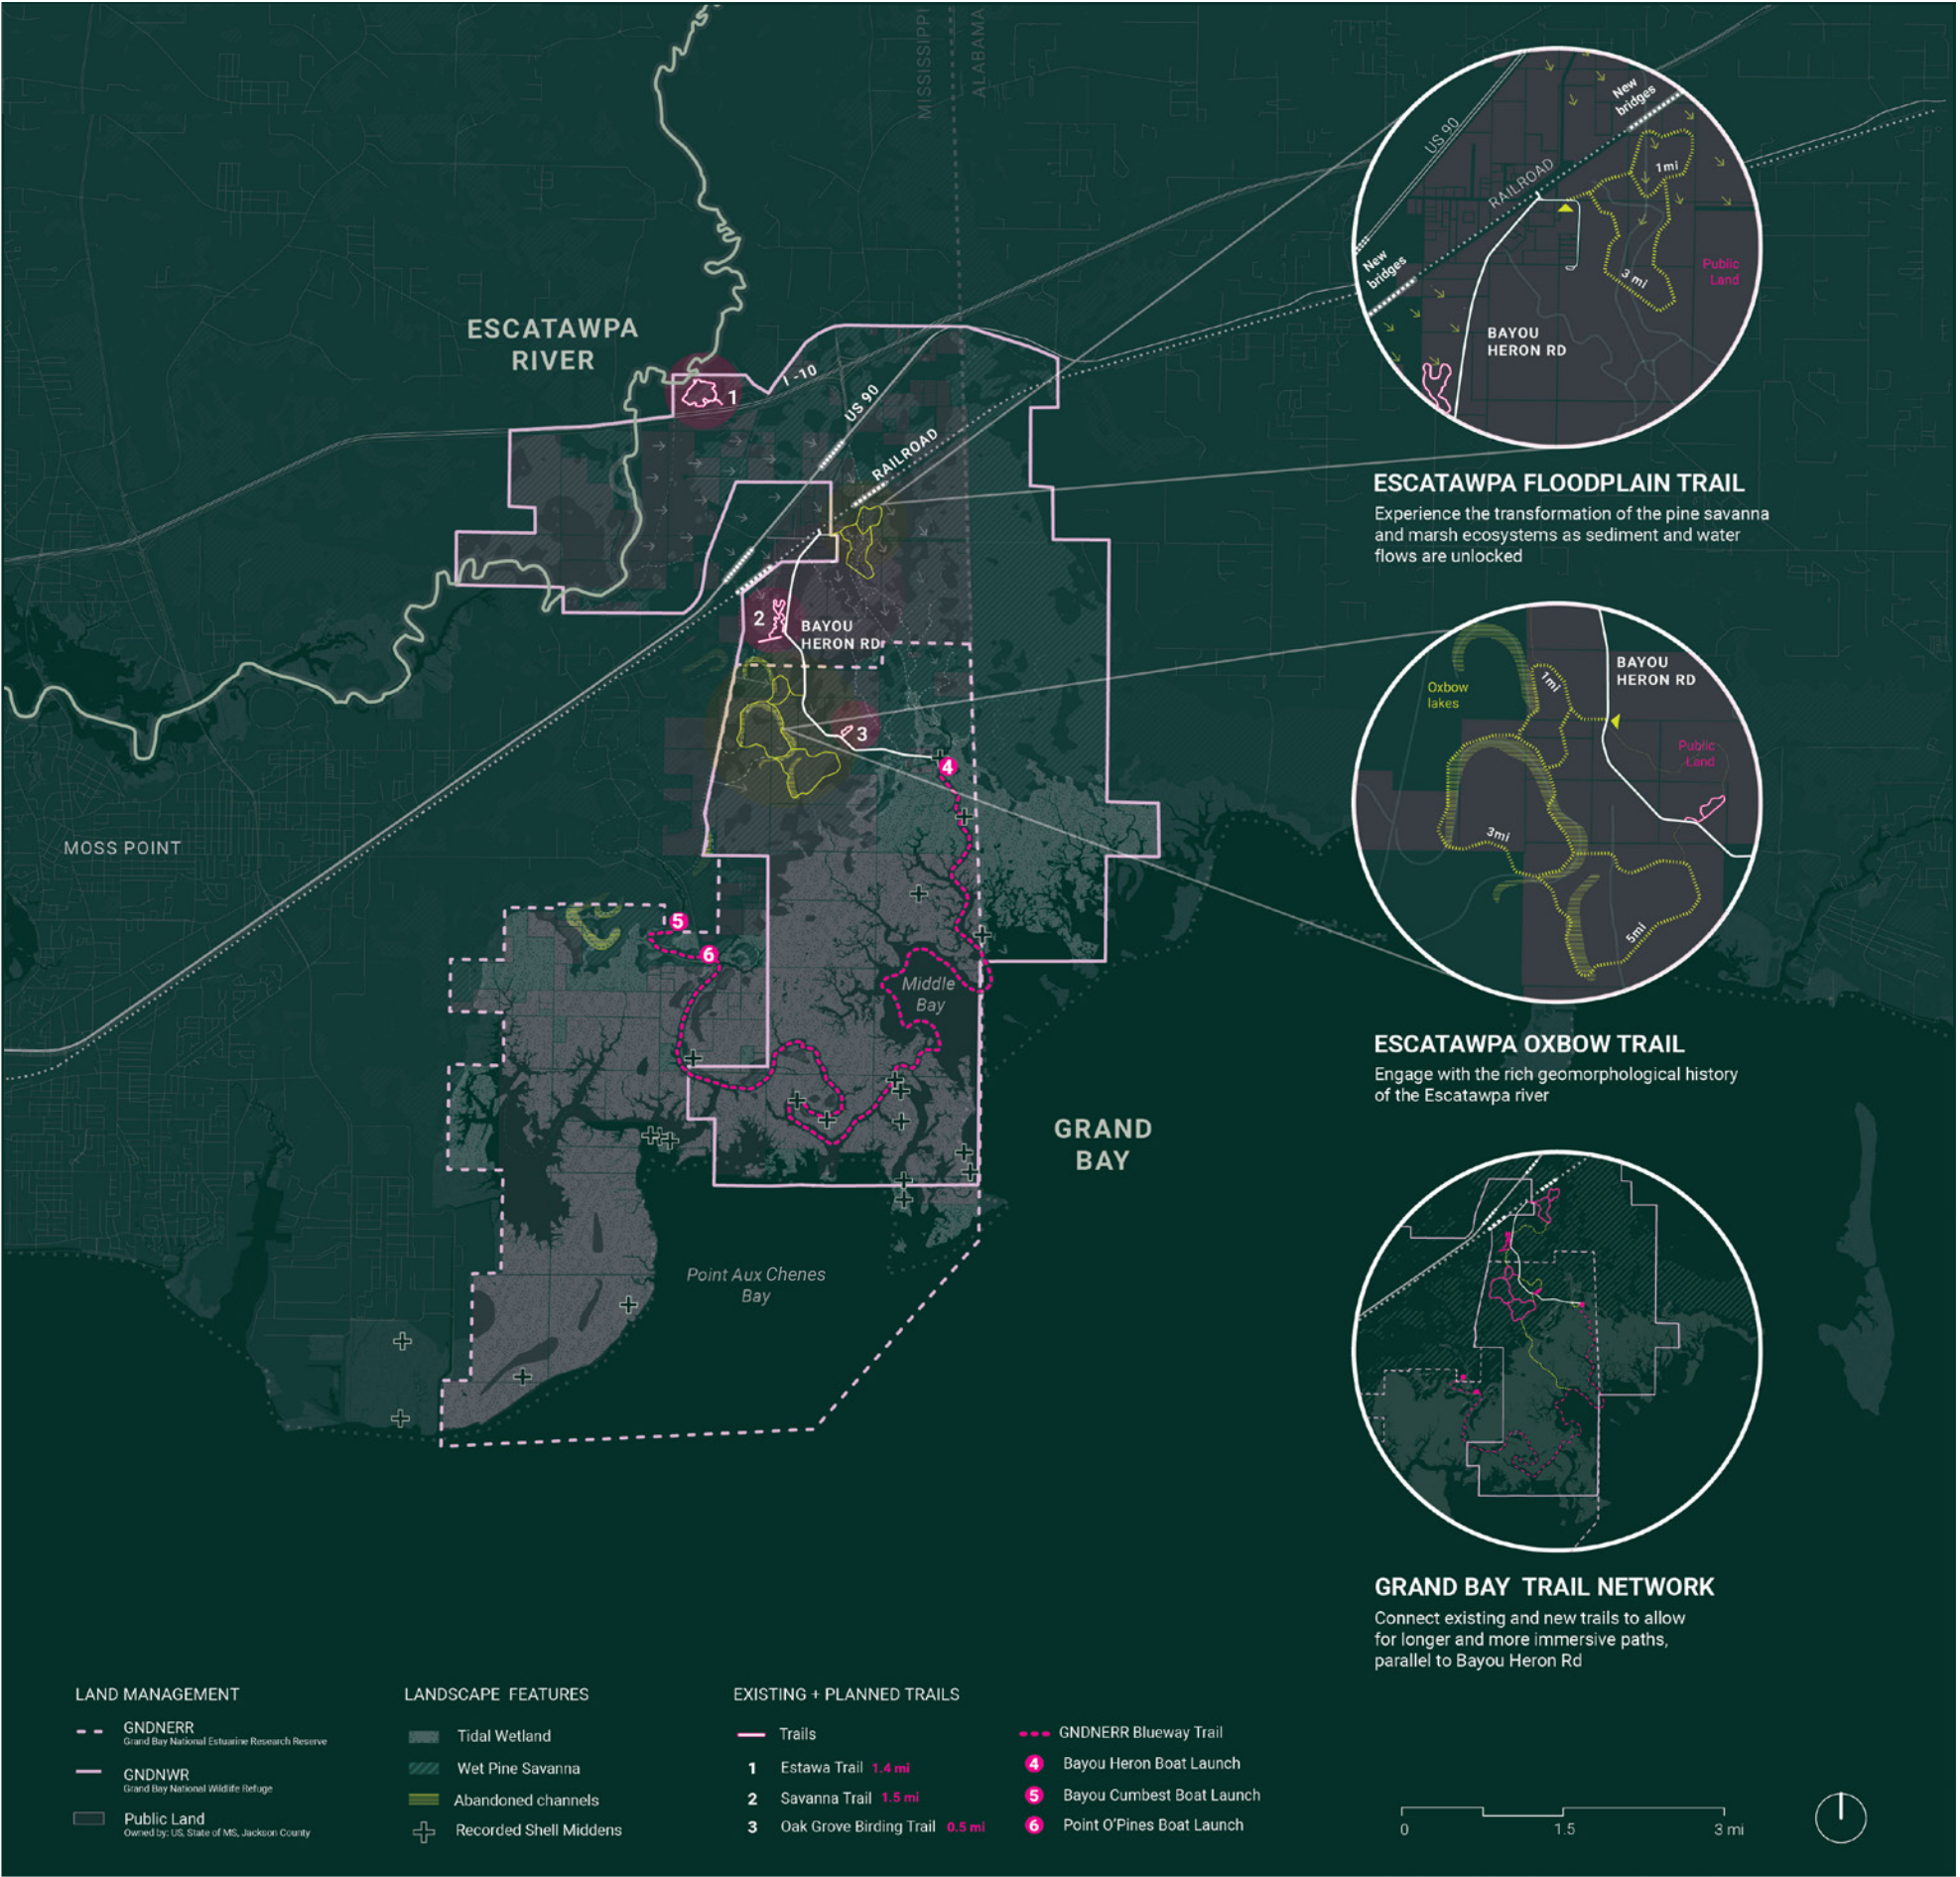 MISSISSIPPI
ALABAMA
ESCATAWPA
RIVER
1
I-10
US 90
RAILROAD
2
BAYOU
HERON RD
3
4
MOSS POINT
5
6
Middle
Bay
GRAND
BAY
Point Aux Chenes
Bay
New
bridges
US 90
RAILROAD
1mi
New
bridges
3 mi
Public
Land
BAYOU
HERON RD
ESCATAWPA FLOODPLAIN TRAIL
Experience the transformation of the pine savanna
and marsh ecosystems as sediment and water
flows are unlocked
BAYOU
HERON RD
1mi
Oxbow
lakes
Public
Land
3mi
5mi
ESCATAWPA OXBOW TRAIL
Engage with the rich geomorphological history
of the Escatawpa river
GRAND BAY TRAIL NETWORK
Connect existing and new trails to allow
for longer and more immersive paths,
parallel to Bayou Heron Rd
LAND MANAGEMENT
GNDNERR
Grand Bay National Estuarine Research Reserve
GNDNWR
Grand Bay National Wildlife Refuge
Public Land
Owned by: US, State of MS, Jackson County
LANDSCAPE FEATURES
Tidal Wetland
Wet Pine Savanna
Abandoned channels
Recorded Shell Middens
EXISTING + PLANNED TRAILS
Trails
1 Estawa Trail 1.4 mi
2 Savanna Trail 1.5 mi
3 Oak Grove Birding Trail 0.5 mi
GNDNERR Blueway Trail
4 Bayou Heron Boat Launch
5 Bayou Cumbest Boat Launch
6 Point O'Pines Boat Launch
0 1.5 3 mi